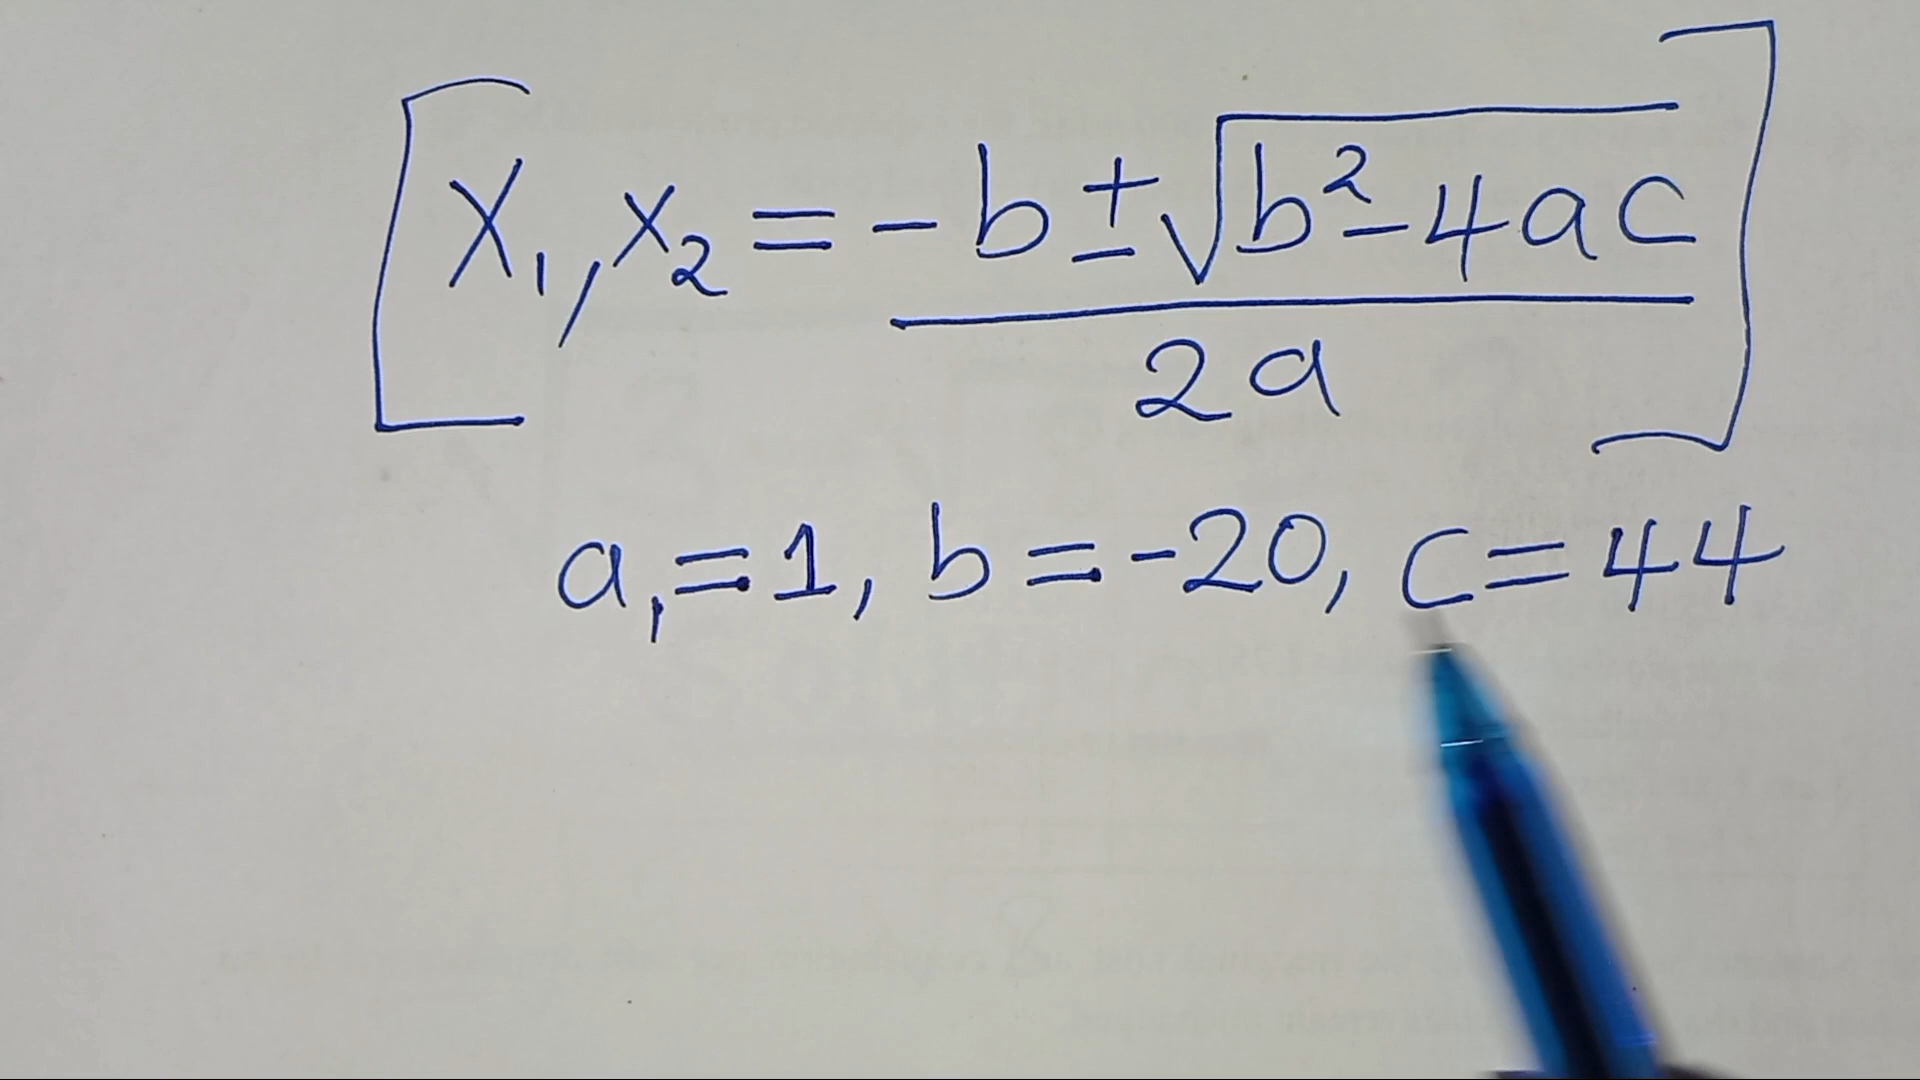 [x₁,x₂ = -b±√b²-4ac / 2a]
a,=1, b=-20, c=44